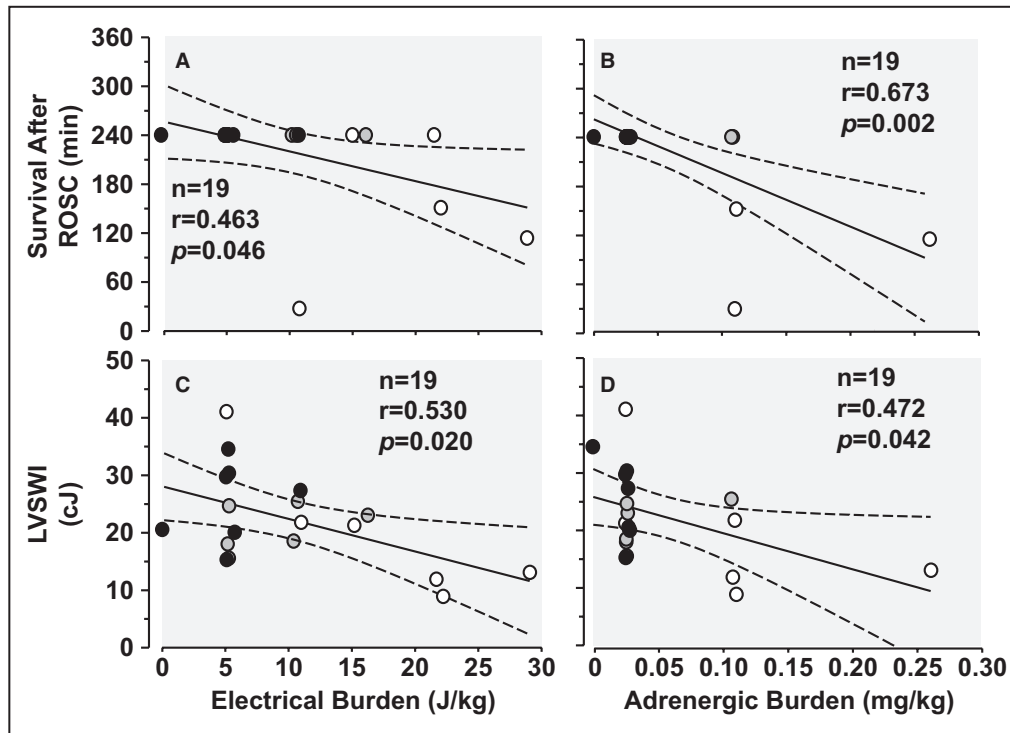 Survival After
ROSC (min)
360
300
240
180
120
60
0
A
n=19
r=0.463
p=0.046
B
n=19
r=0.673
p=0.002
LVSWI
(cJ)
50
40
30
20
10
0
C
n=19
r=0.530
p=0.020
D
n=19
r=0.472
p=0.042
0 5 10 15 20 25 30
Electrical Burden (J/kg)
0 0.05 0.10 0.15 0.20 0.25 0.30
Adrenergic Burden (mg/kg)